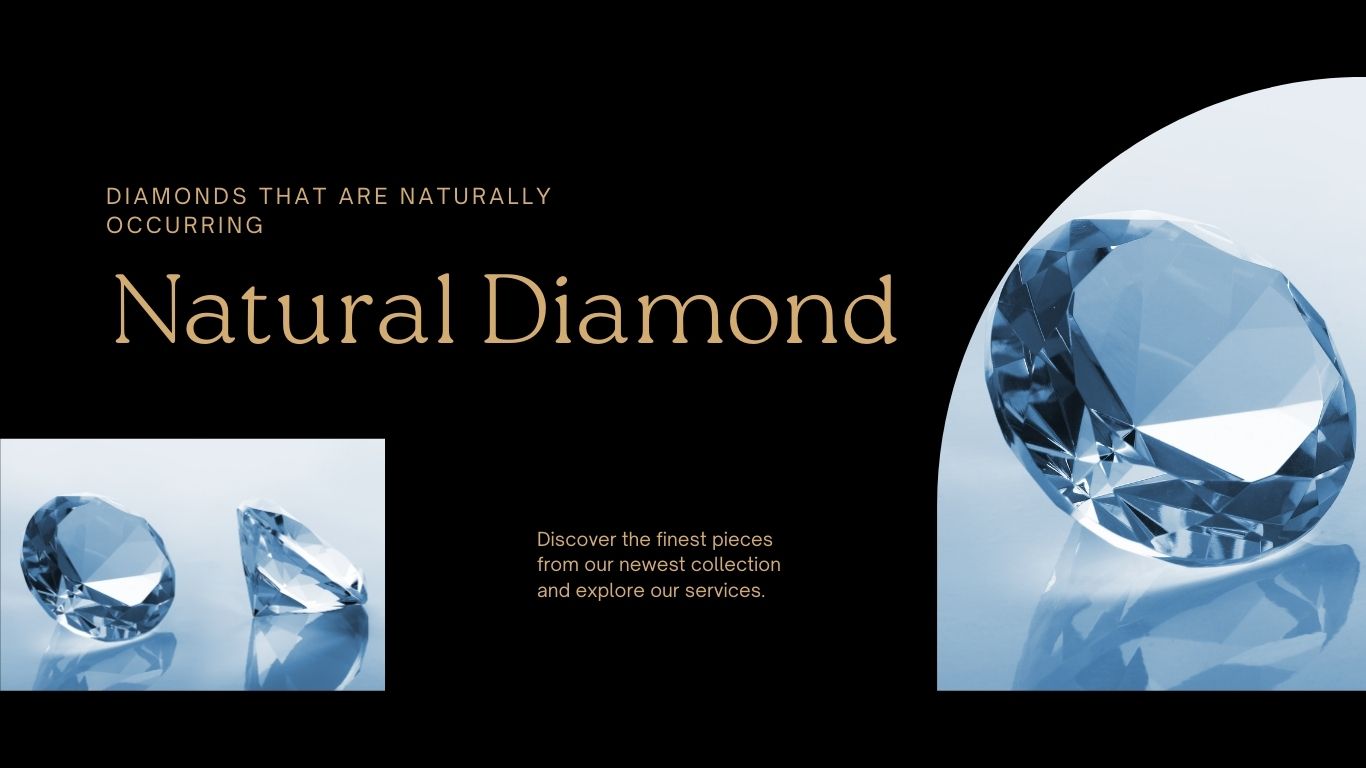 DIAMONDS THAT ARE NATURALLY
OCCURRING
Natural Diamond
Discover the finest pieces
from our newest collection
and explore our services.